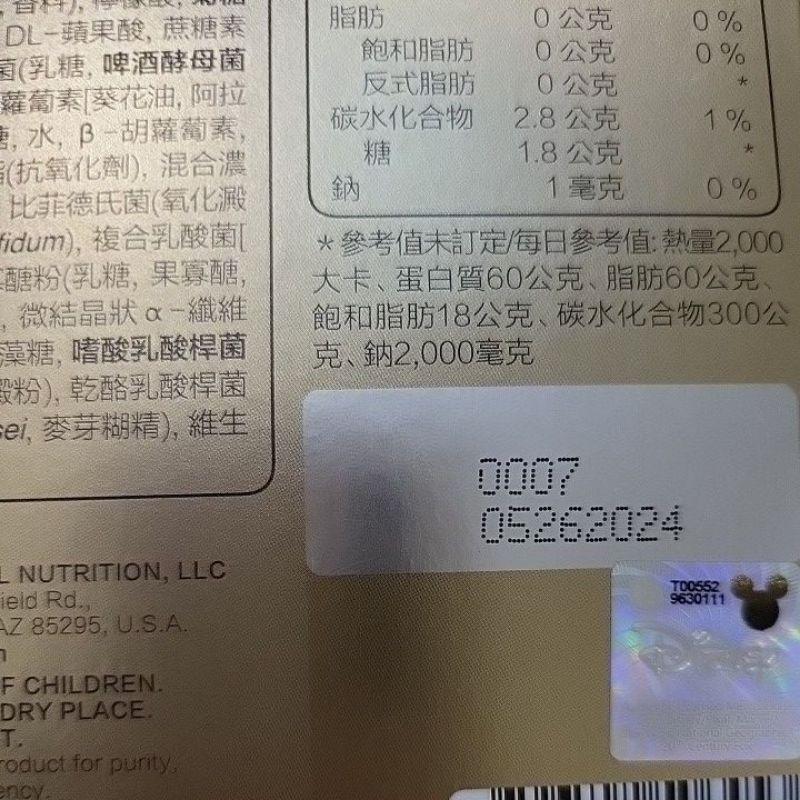 DL-蘋果酸, 蔗糖素
菌(乳糖, 啤酒酵母菌
蘿蔔素[葵花油, 阿拉
糖, 水, β-胡蘿蔔素,
(抗氧化劑), 混合濃
比菲德氏菌(氧化澱
fidum), 複合乳酸菌[
醣粉(乳糖, 果寡醣,
, 微結晶狀 α-纖維
藻糖, 嗜酸乳酸桿菌
澱粉), 乾酪乳酸桿菌
sei, 麥芽糊精), 維生
L NUTRITION, LLC
ield Rd.,
AZ 85295, U.S.A.
m
F CHILDREN.
DRY PLACE.
T.
roduct for purity,
ency.
脂肪 0 公克 0 %
飽和脂肪 0 公克 0 %
反式脂肪 0 公克 *
碳水化合物 2.8 公克 1 %
糖 1.8 公克 *
鈉 1 毫克 0 %
*參考值未訂定/每日參考值: 熱量2,000
大卡、蛋白質60公克、脂肪60公克、
飽和脂肪18公克、碳水化合物300公
克、鈉2,000毫克
0007
05262024
T00552
9630111
Disney